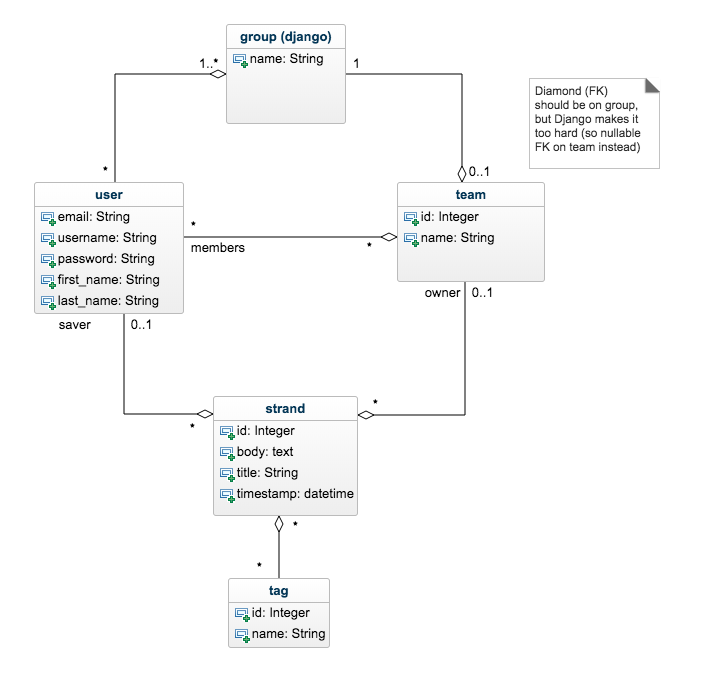 group (django)
name: String
1..*
1
Diamond (FK)
should be on group,
but Django makes it
too hard (so nullable
FK on team instead)
*
0..1
user
email: String
username: String
password: String
first_name: String
last_name: String
team
id: Integer
name: String
*
members
*
saver
0..1
owner
0..1
strand
id: Integer
body: text
title: String
timestamp: datetime
*
*
*
*
tag
id: Integer
name: String